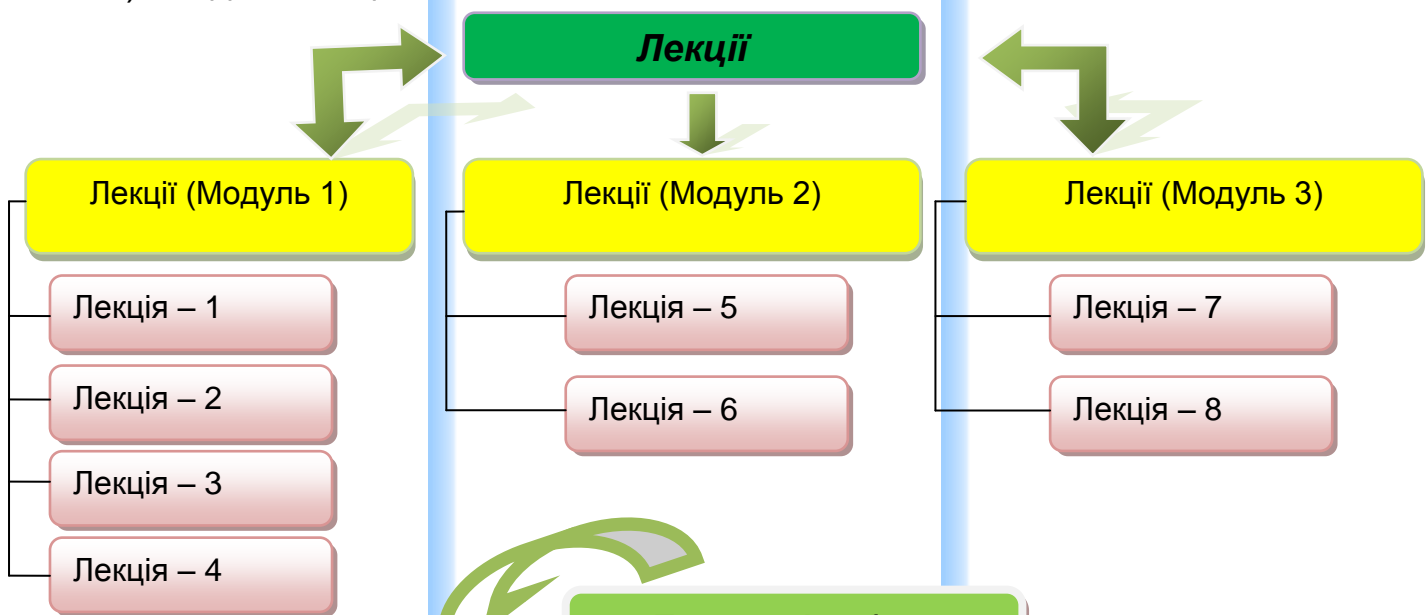 Лекції
Лекції (Модуль 1)
Лекції (Модуль 2)
Лекції (Модуль 3)
Лекція – 1
Лекція – 5
Лекція – 7
Лекція – 2
Лекція – 6
Лекція – 8
Лекція – 3
Лекція – 4